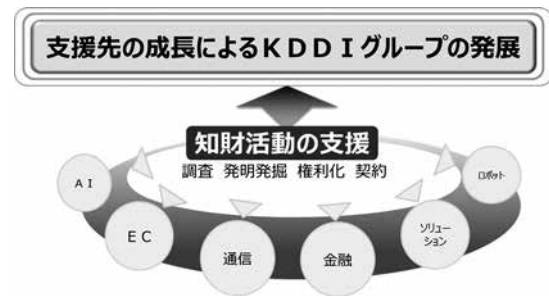 支援先の成長によるKDDIグループの発展
知財活動の支援
調査 発明発掘 権利化 契約
AI
ロボット
EC
ソリュー
ション
通信
金融